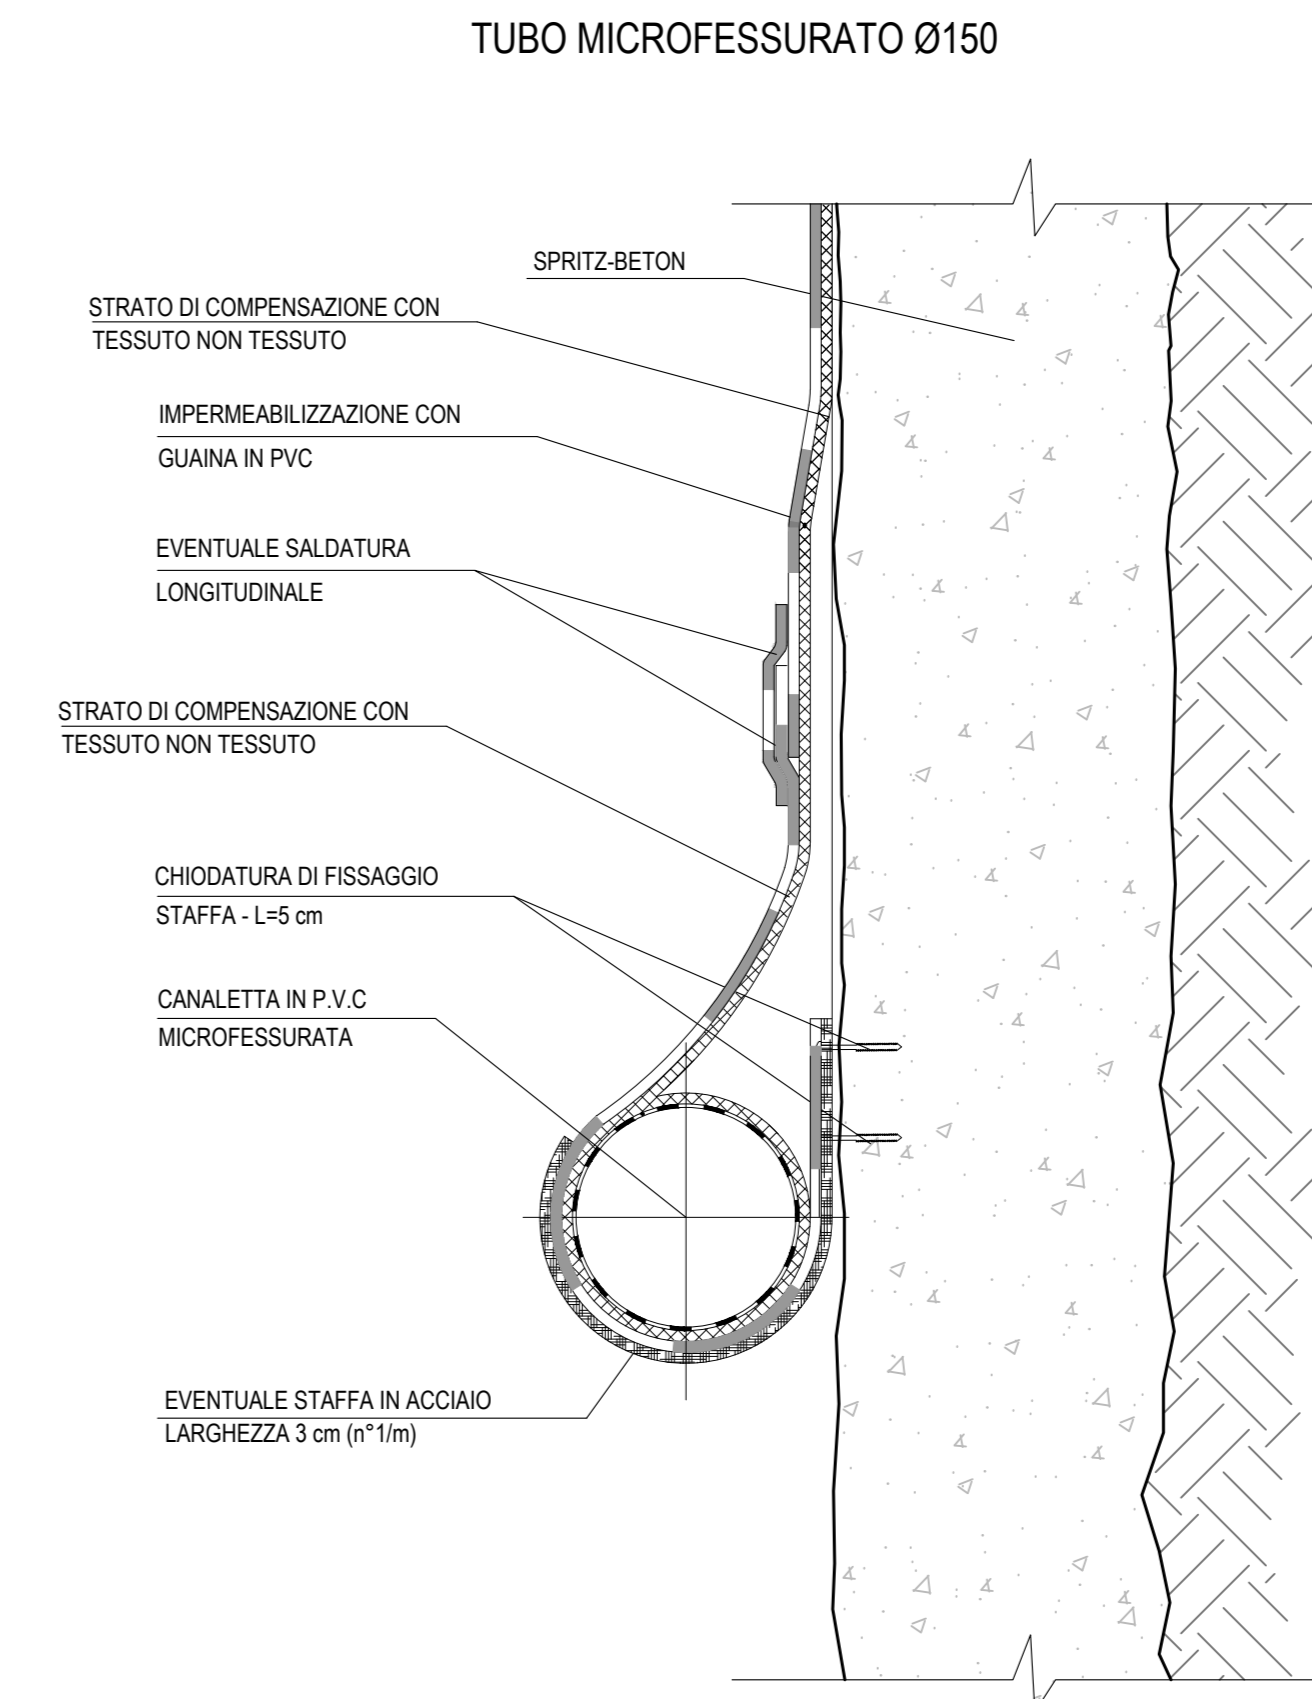 TUBO MICROFESSURATO Ø150
SPRITZ-BETON
STRATO DI COMPENSAZIONE CON
TESSUTO NON TESSUTO
IMPERMEABILIZZAZIONE CON
GUAINA IN PVC
EVENTUALE SALDATURA
LONGITUDINALE
STRATO DI COMPENSAZIONE CON
TESSUTO NON TESSUTO
CHIODATURA DI FISSAGGIO
STAFFA - L=5 cm
CANALETTA IN P.V.C
MICROFESSURATA
EVENTUALE STAFFA IN ACCIAIO
LARGHEZZA 3 cm (n°1/m)